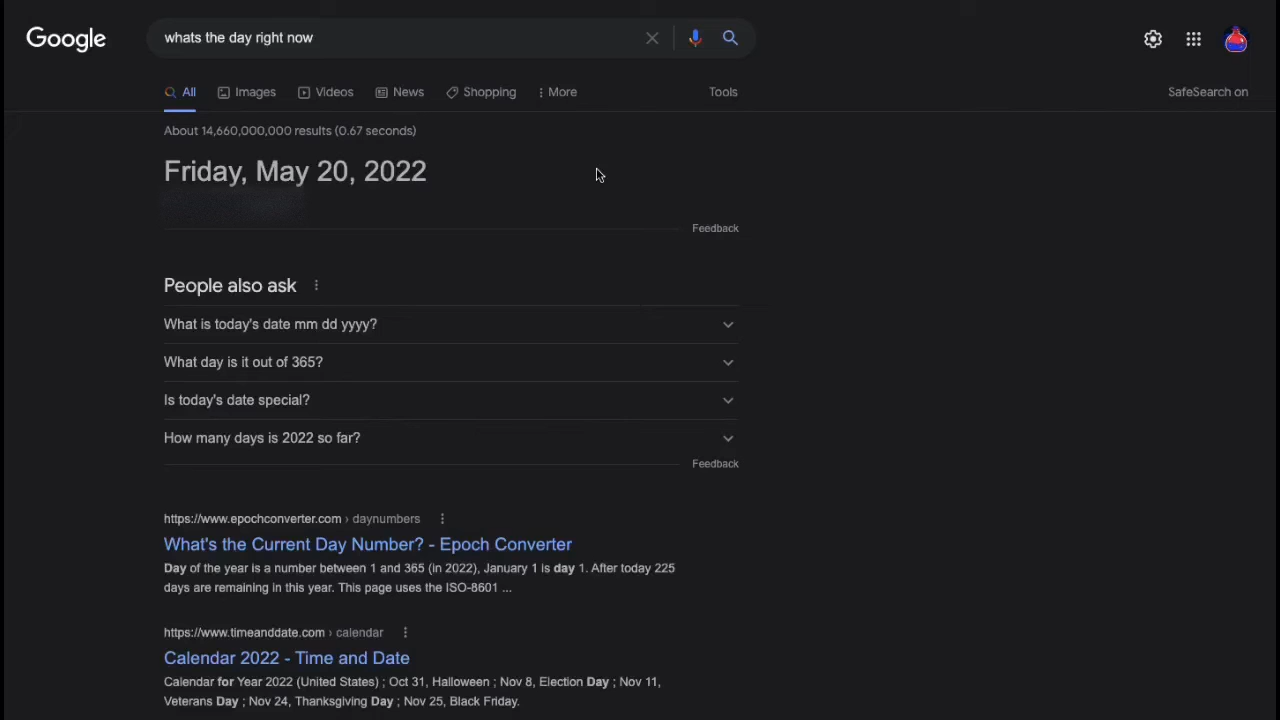 Google
whats the day right now
All Images Videos News Shopping More Tools SafeSearch on
About 14,660,000,000 results (0.67 seconds)
Friday, May 20, 2022
Feedback
People also ask
What is today's date mm dd yyyy?
What day is it out of 365?
Is today's date special?
How many days is 2022 so far?
Feedback
https://www.epochconverter.com › daynumbers
What's the Current Day Number? - Epoch Converter
Day of the year is a number between 1 and 365 (in 2022), January 1 is day 1. After today 225
days are remaining in this year. This page uses the ISO-8601 ...
https://www.timeanddate.com › calendar
Calendar 2022 - Time and Date
Calendar for Year 2022 (United States) ; Oct 31, Halloween ; Nov 8, Election Day ; Nov 11,
Veterans Day ; Nov 24, Thanksgiving Day ; Nov 25, Black Friday.